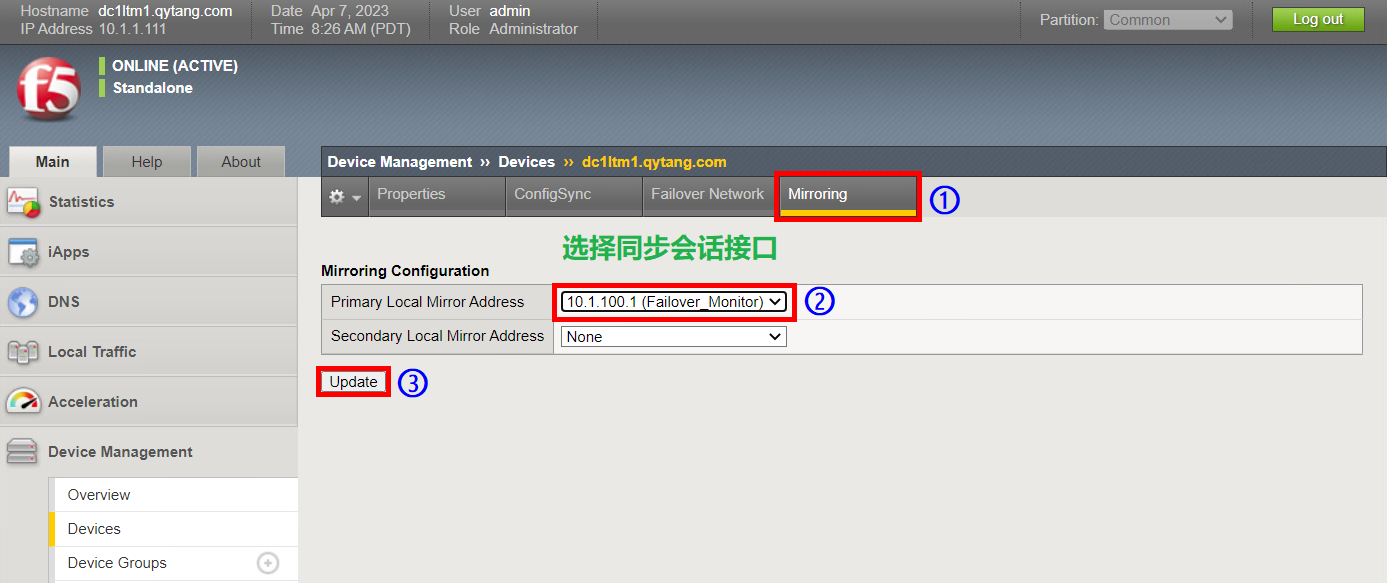 Hostname dc1ltm1.qytang.com Date Apr 7, 2023 User admin
IP Address 10.1.1.111 Time 8:26 AM (PDT) Role Administrator
Partition: Common Log out
f5
ONLINE (ACTIVE)
Standalone
Main Help About
Device Management ›› Devices ›› dc1ltm1.qytang.com
Properties ConfigSync Failover Network Mirroring ①
Statistics
iApps
DNS
Local Traffic
Acceleration
Device Management
Overview
Devices
Device Groups
选择同步会话接口
Mirroring Configuration
Primary Local Mirror Address 10.1.100.1 (Failover_Monitor) ②
Secondary Local Mirror Address None
Update ③